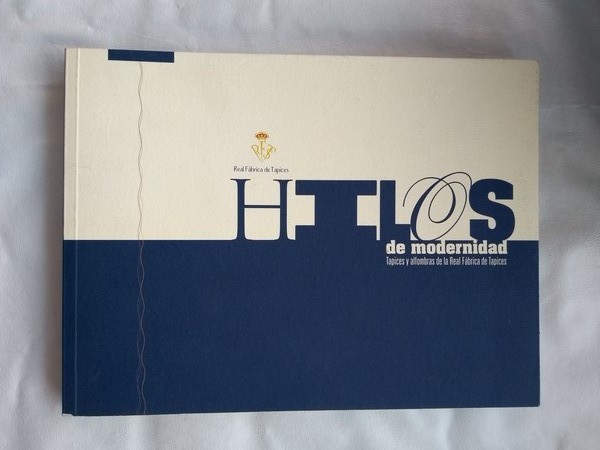 Real Fábrica de Tapices
HILOS
de modernidad
Tapices y alfombras de la Real Fábrica de Tapices